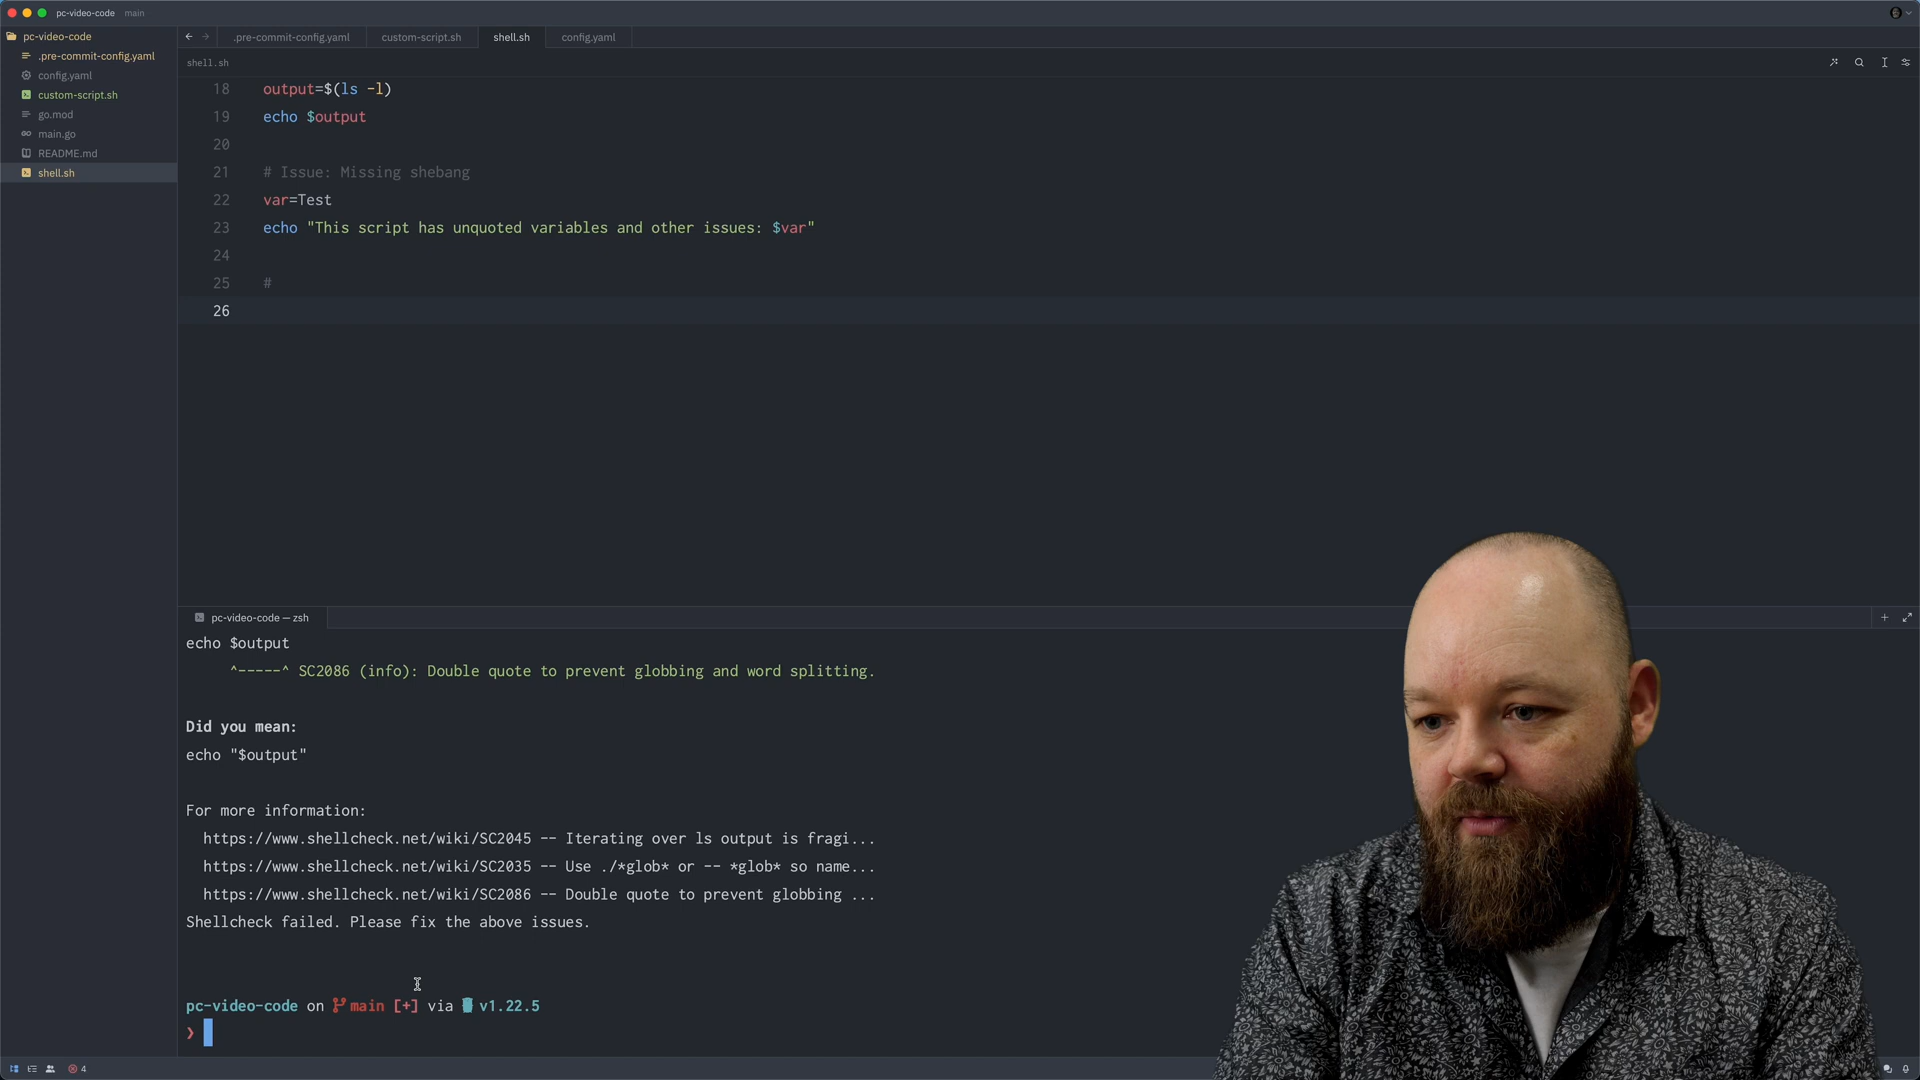 pc-video-code main
pc-video-code
.pre-commit-config.yaml
config.yaml
custom-script.sh
go.mod
main.go
README.md
shell.sh
.pre-commit-config.yaml custom-script.sh shell.sh config.yaml
shell.sh
18 output=$(ls -l)
19 echo $output
20
21 # Issue: Missing shebang
22 var=Test
23 echo "This script has unquoted variables and other issues: $var"
24
25 #
26
pc-video-code — zsh
echo $output
^-----^ SC2086 (info): Double quote to prevent globbing and word splitting.
Did you mean:
echo "$output"
For more information:
https://www.shellcheck.net/wiki/SC2045 -- Iterating over ls output is fragi...
https://www.shellcheck.net/wiki/SC2035 -- Use ./*glob* or -- *glob* so name...
https://www.shellcheck.net/wiki/SC2086 -- Double quote to prevent globbing ...
Shellcheck failed. Please fix the above issues.
pc-video-code on main [+] via v1.22.5
❯
4